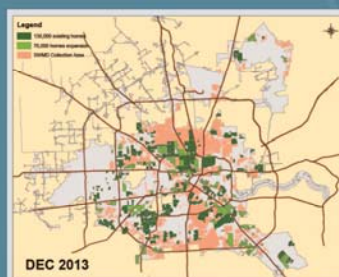 Legend
130,000 existing homes
70,000 homes expansion
SWMD Collection Area
DEC 2013